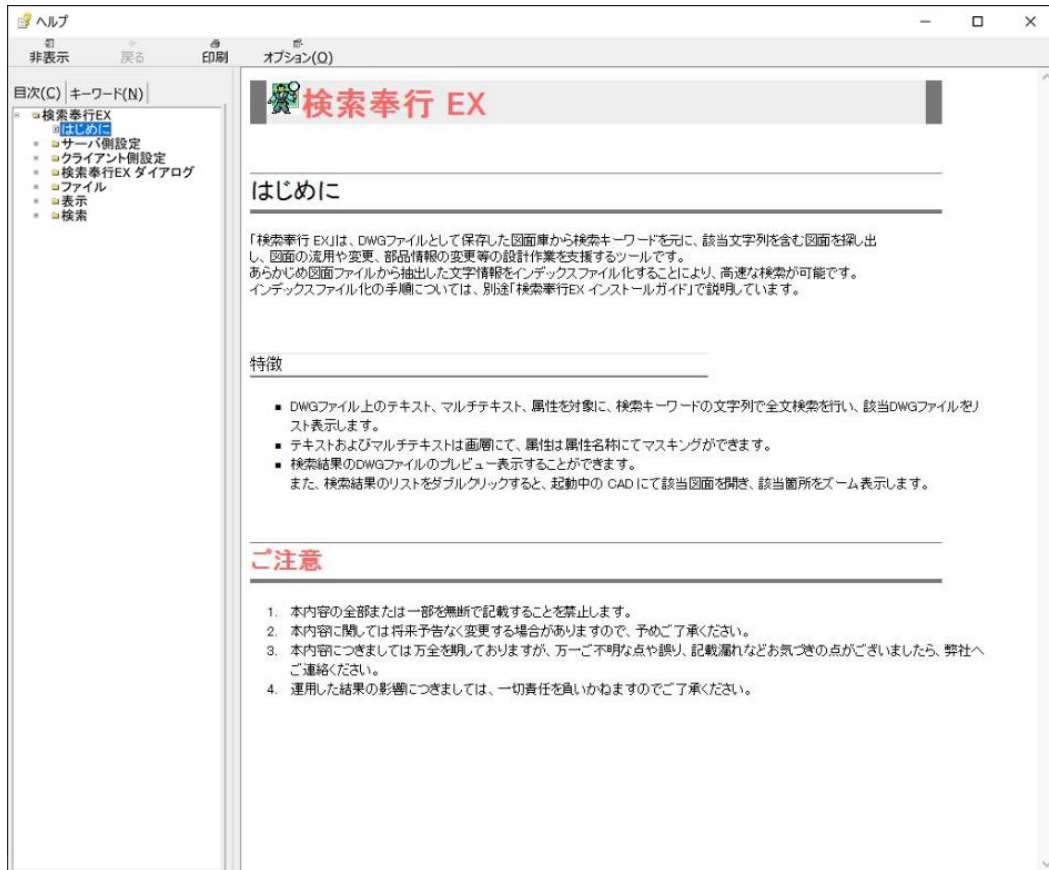 ヘルプ
非表示 戻る 印刷 オプション(O)
目次(C) キーワード(N)
検索奉行EX
はじめに
サーバ側設定
クライアント側設定
検索奉行EX ダイアログ
ファイル
表示
検索
検索奉行 EX
はじめに
「検索奉行 EX」は、DWGファイルとして保存した図面庫から検索キーワードを元に、該当文字列を含む図面を探し出
し、図面の流用や変更、部品情報の変更等の設計作業を支援するツールです。
あらかじめ図面ファイルから抽出した文字情報をインデックスファイル化することにより、高速な検索が可能です。
インデックスファイル化の手順については、別途「検索奉行EX インストールガイド」で説明しています。
特徴
■ DWGファイル上のテキスト、マルチテキスト、属性を対象に、検索キーワードの文字列で全文検索を行い、該当DWGファイルをリ
スト表示します。
■ テキストおよびマルチテキストは画層にて、属性は属性名称にてマスキングができます。
■ 検索結果のDWGファイルのプレビュー表示することができます。
また、検索結果のリストをダブルクリックすると、起動中の CAD にて該当図面を開き、該当箇所をズーム表示します。
ご注意
1. 本内容の全部または一部を無断で記載することを禁止します。
2. 本内容に関しては将来予告なく変更する場合がありますので、予めご了承ください。
3. 本内容につきましては万全を期しておりますが、万一ご不明な点や誤り、記載漏れなどお気づきの点がございましたら、弊社へ
ご連絡ください。
4. 運用した結果の影響につきましては、一切責任を負いかねますのでご了承ください。